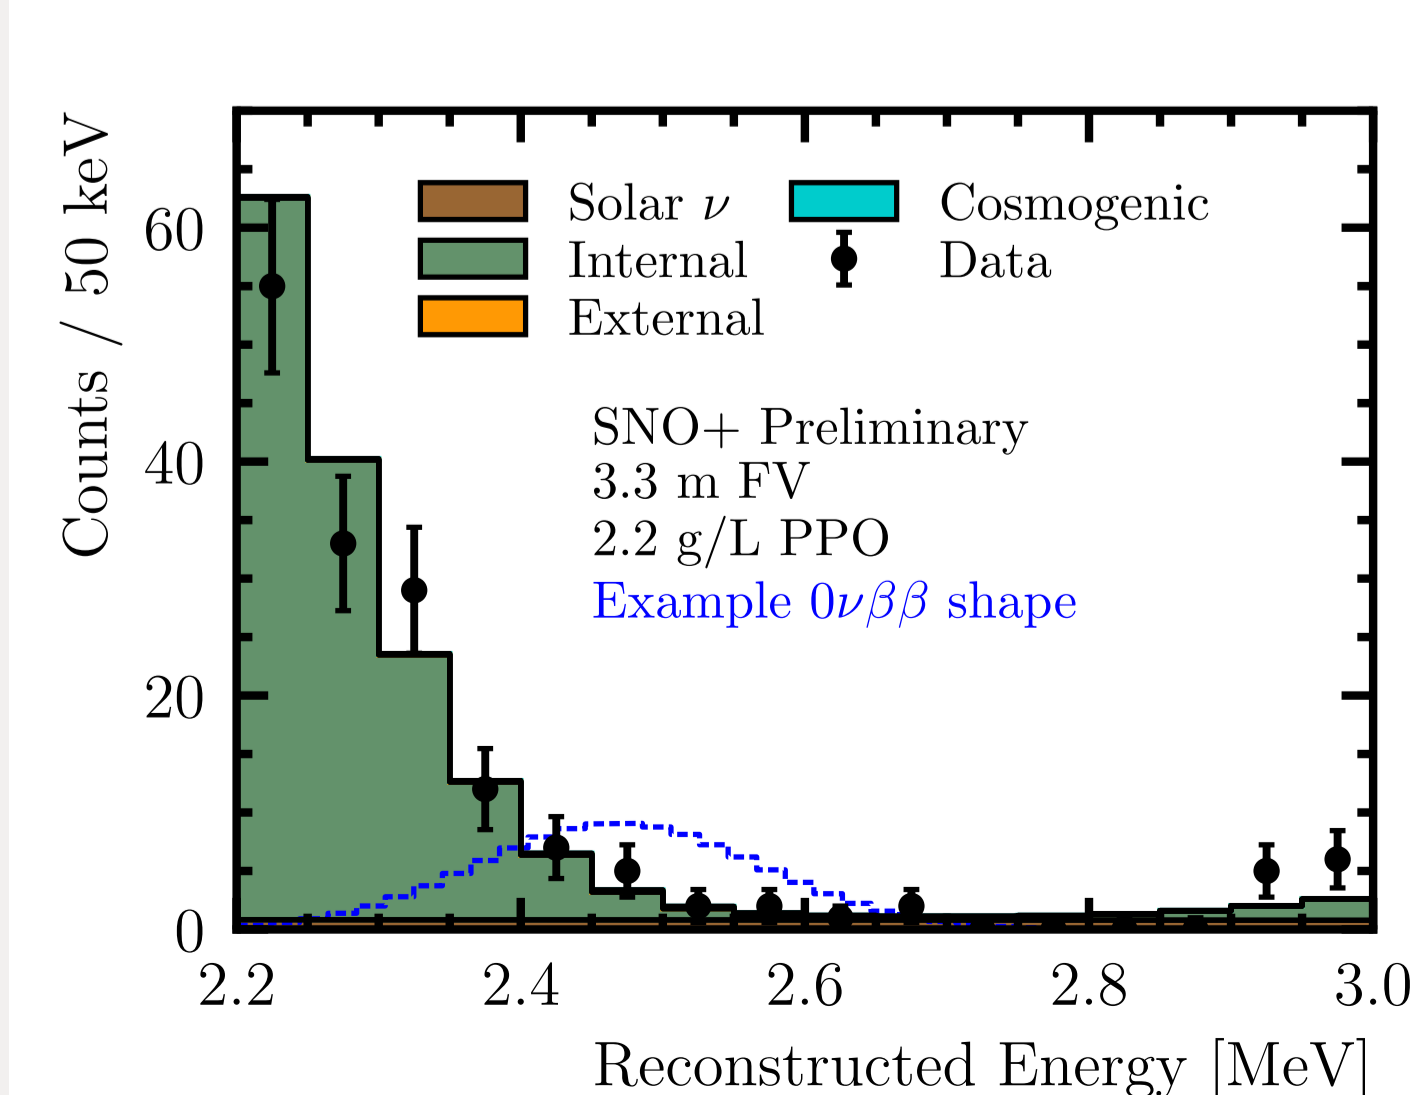 Counts / 50 keV
60
40
20
0
Solar ν
Internal
External
Cosmogenic
Data
SNO+ Preliminary
3.3 m FV
2.2 g/L PPO
Example 0νββ shape
2.2 2.4 2.6 2.8 3.0
Reconstructed Energy [MeV]